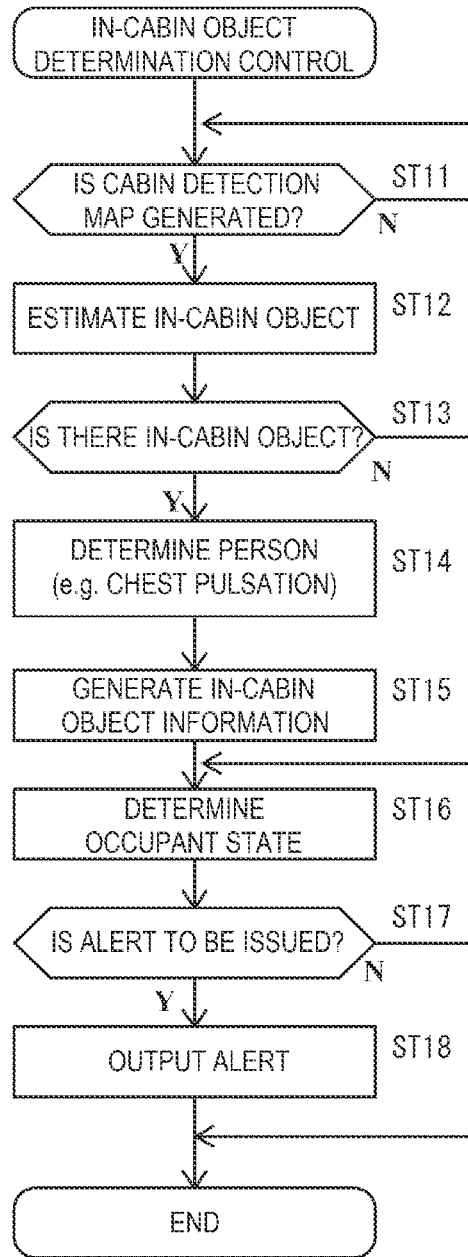 IN-CABIN OBJECT
DETERMINATION CONTROL
IS CABIN DETECTION
MAP GENERATED?
ST11
N
Y
ESTIMATE IN-CABIN OBJECT
ST12
IS THERE IN-CABIN OBJECT?
ST13
N
Y
DETERMINE PERSON
(e.g. CHEST PULSATION)
ST14
GENERATE IN-CABIN
OBJECT INFORMATION
ST15
DETERMINE
OCCUPANT STATE
ST16
IS ALERT TO BE ISSUED?
ST17
N
Y
OUTPUT ALERT
ST18
END